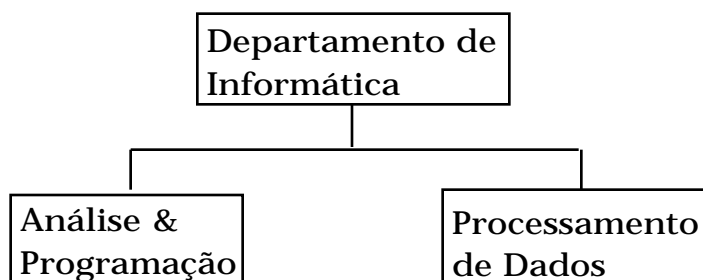 Departamento de
Informática
Análise &
Programação
Processamento
de Dados